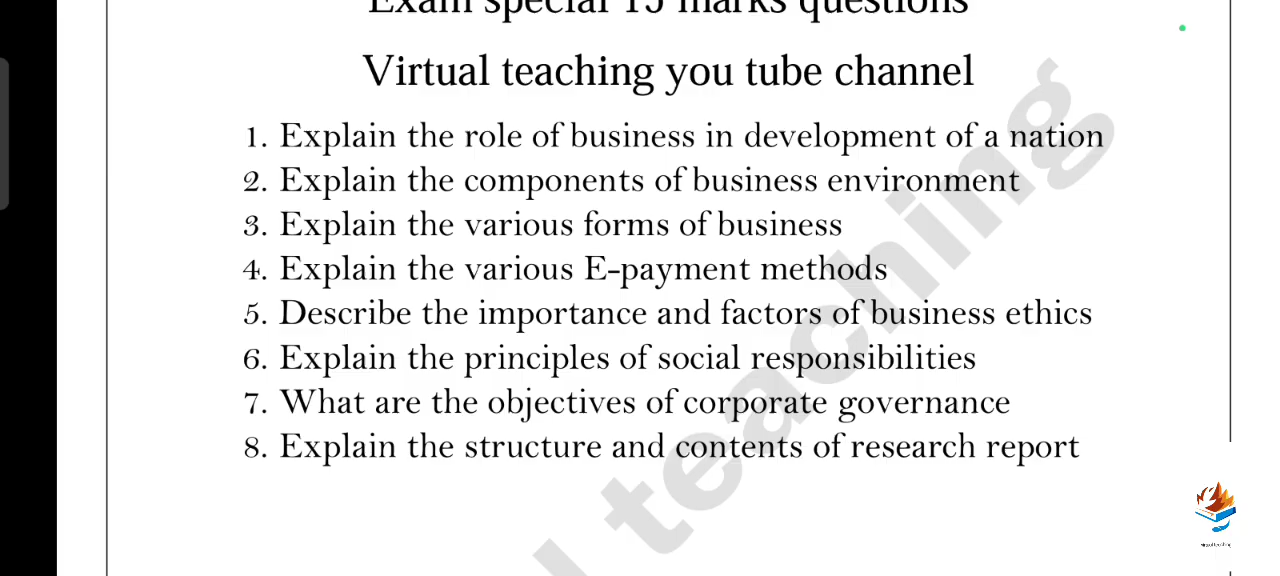 Exam special 15 marks questions
Virtual teaching you tube channel
1. Explain the role of business in development of a nation
2. Explain the components of business environment
3. Explain the various forms of business
4. Explain the various E-payment methods
5. Describe the importance and factors of business ethics
6. Explain the principles of social responsibilities
7. What are the objectives of corporate governance
8. Explain the structure and contents of research report
l teaching
virtual teaching